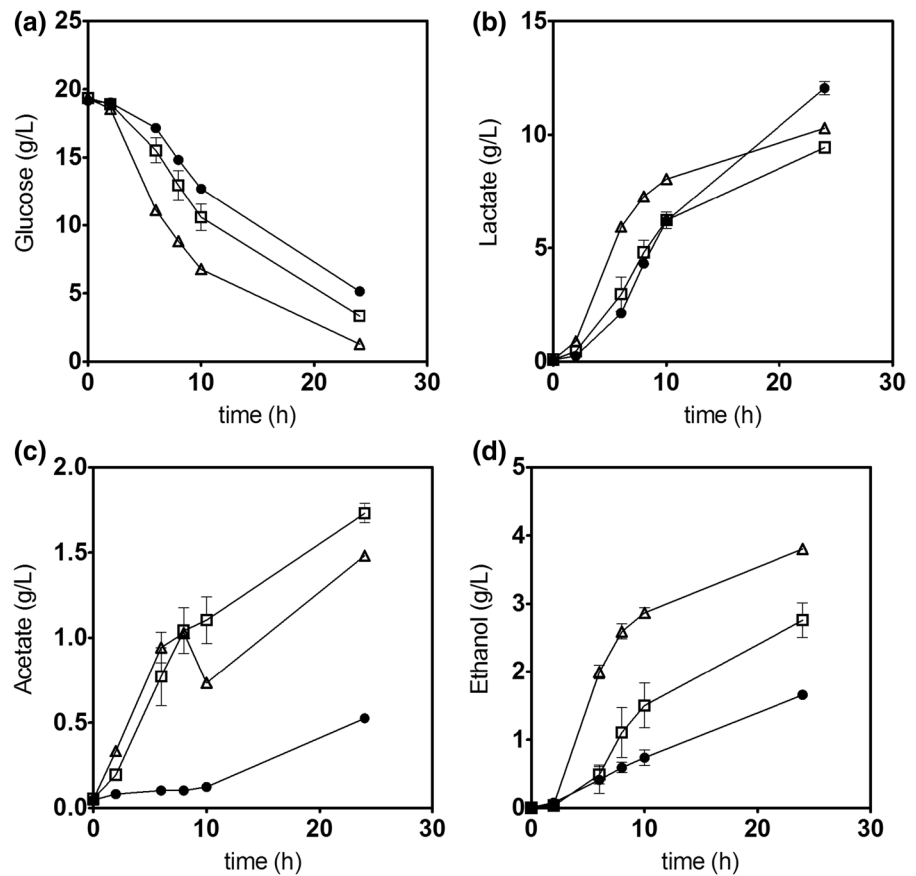 (a)
25
20
15
10
5
0
Glucose (g/L)
0 10 20 30
time (h)
(b)
15
10
5
0
Lactate (g/L)
0 10 20 30
time (h)
(c)
2.0
1.5
1.0
0.5
0.0
Acetate (g/L)
0 10 20 30
time (h)
(d)
5
4
3
2
1
0
Ethanol (g/L)
0 10 20 30
time (h)